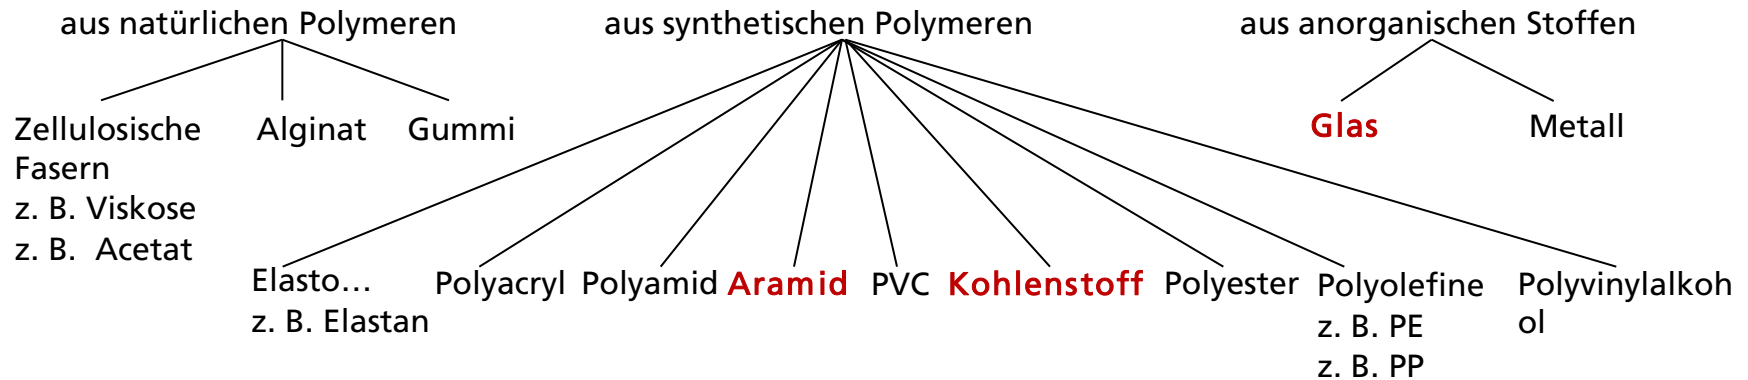 aus natürlichen Polymeren
aus synthetischen Polymeren
aus anorganischen Stoffen
Zellulosische
Fasern
z. B. Viskose
z. B. Acetat
Alginat
Gummi
Glas
Metall
Elasto...
z. B. Elastan
Polyacryl
Polyamid
Aramid
PVC
Kohlenstoff
Polyester
Polyolefine
z. B. PE
z. B. PP
Polyvinylalkoh
ol